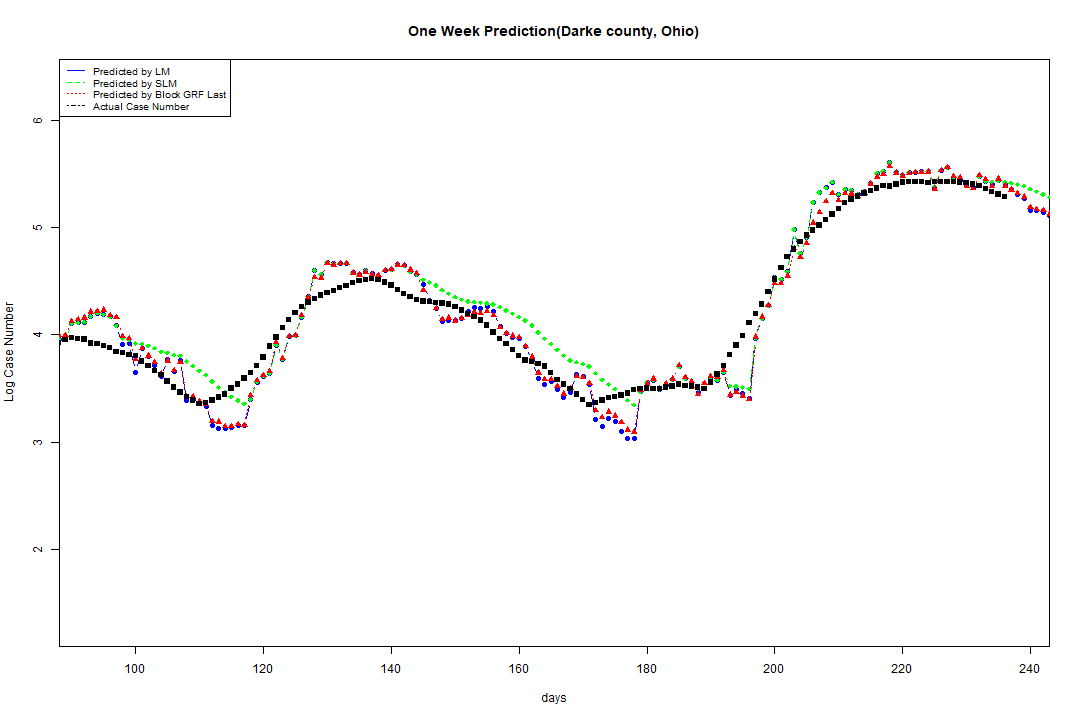 One Week Prediction(Darke county, Ohio)
Predicted by LM
Predicted by SLM
Predicted by Block GRF Last
Actual Case Number
6
5
4
3
2
Log Case Number
100 120 140 160 180 200 220 240
days